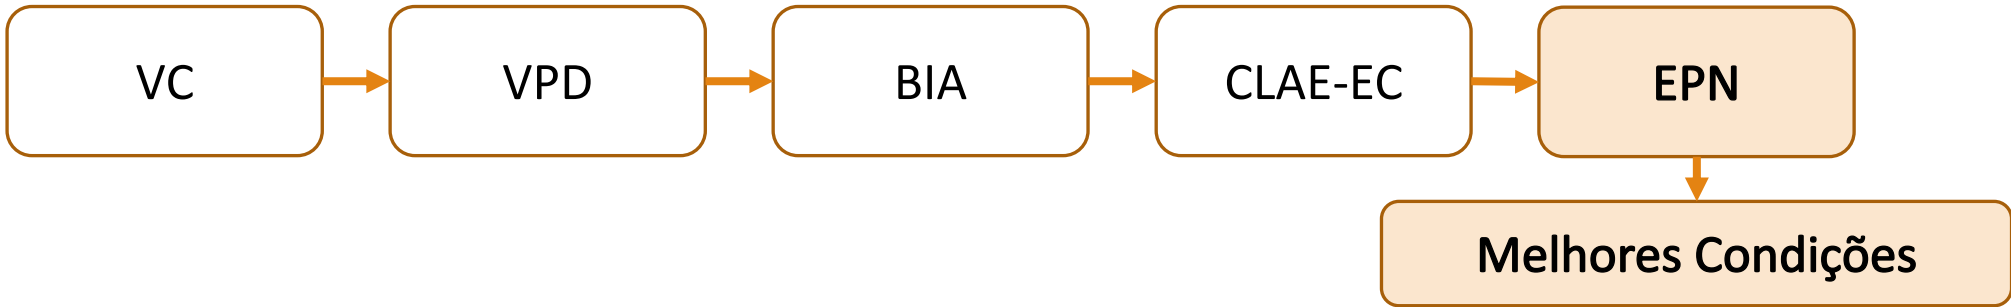 VC
VPD
BIA
CLAE-EC
EPN
Melhores Condições